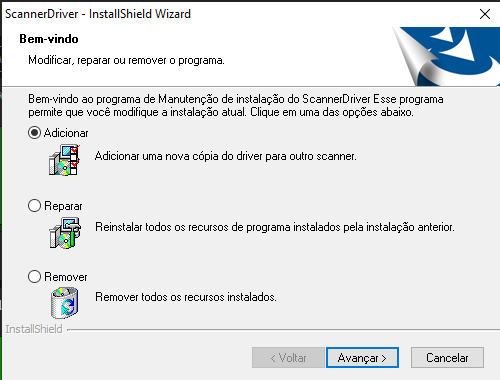 ScannerDriver - InstallShield Wizard
Bem-vindo
Modificar, reparar ou remover o programa.
Bem-vindo ao programa de Manutenção de instalação do ScannerDriver Esse programa
permite que você modifique a instalação atual. Clique em uma das opções abaixo.
Adicionar
Adicionar uma nova cópia do driver para outro scanner.
Reparar
Reinstalar todos os recursos de programa instalados pela instalação anterior.
Remover
Remover todos os recursos instalados.
InstallShield
< Voltar
Avançar >
Cancelar